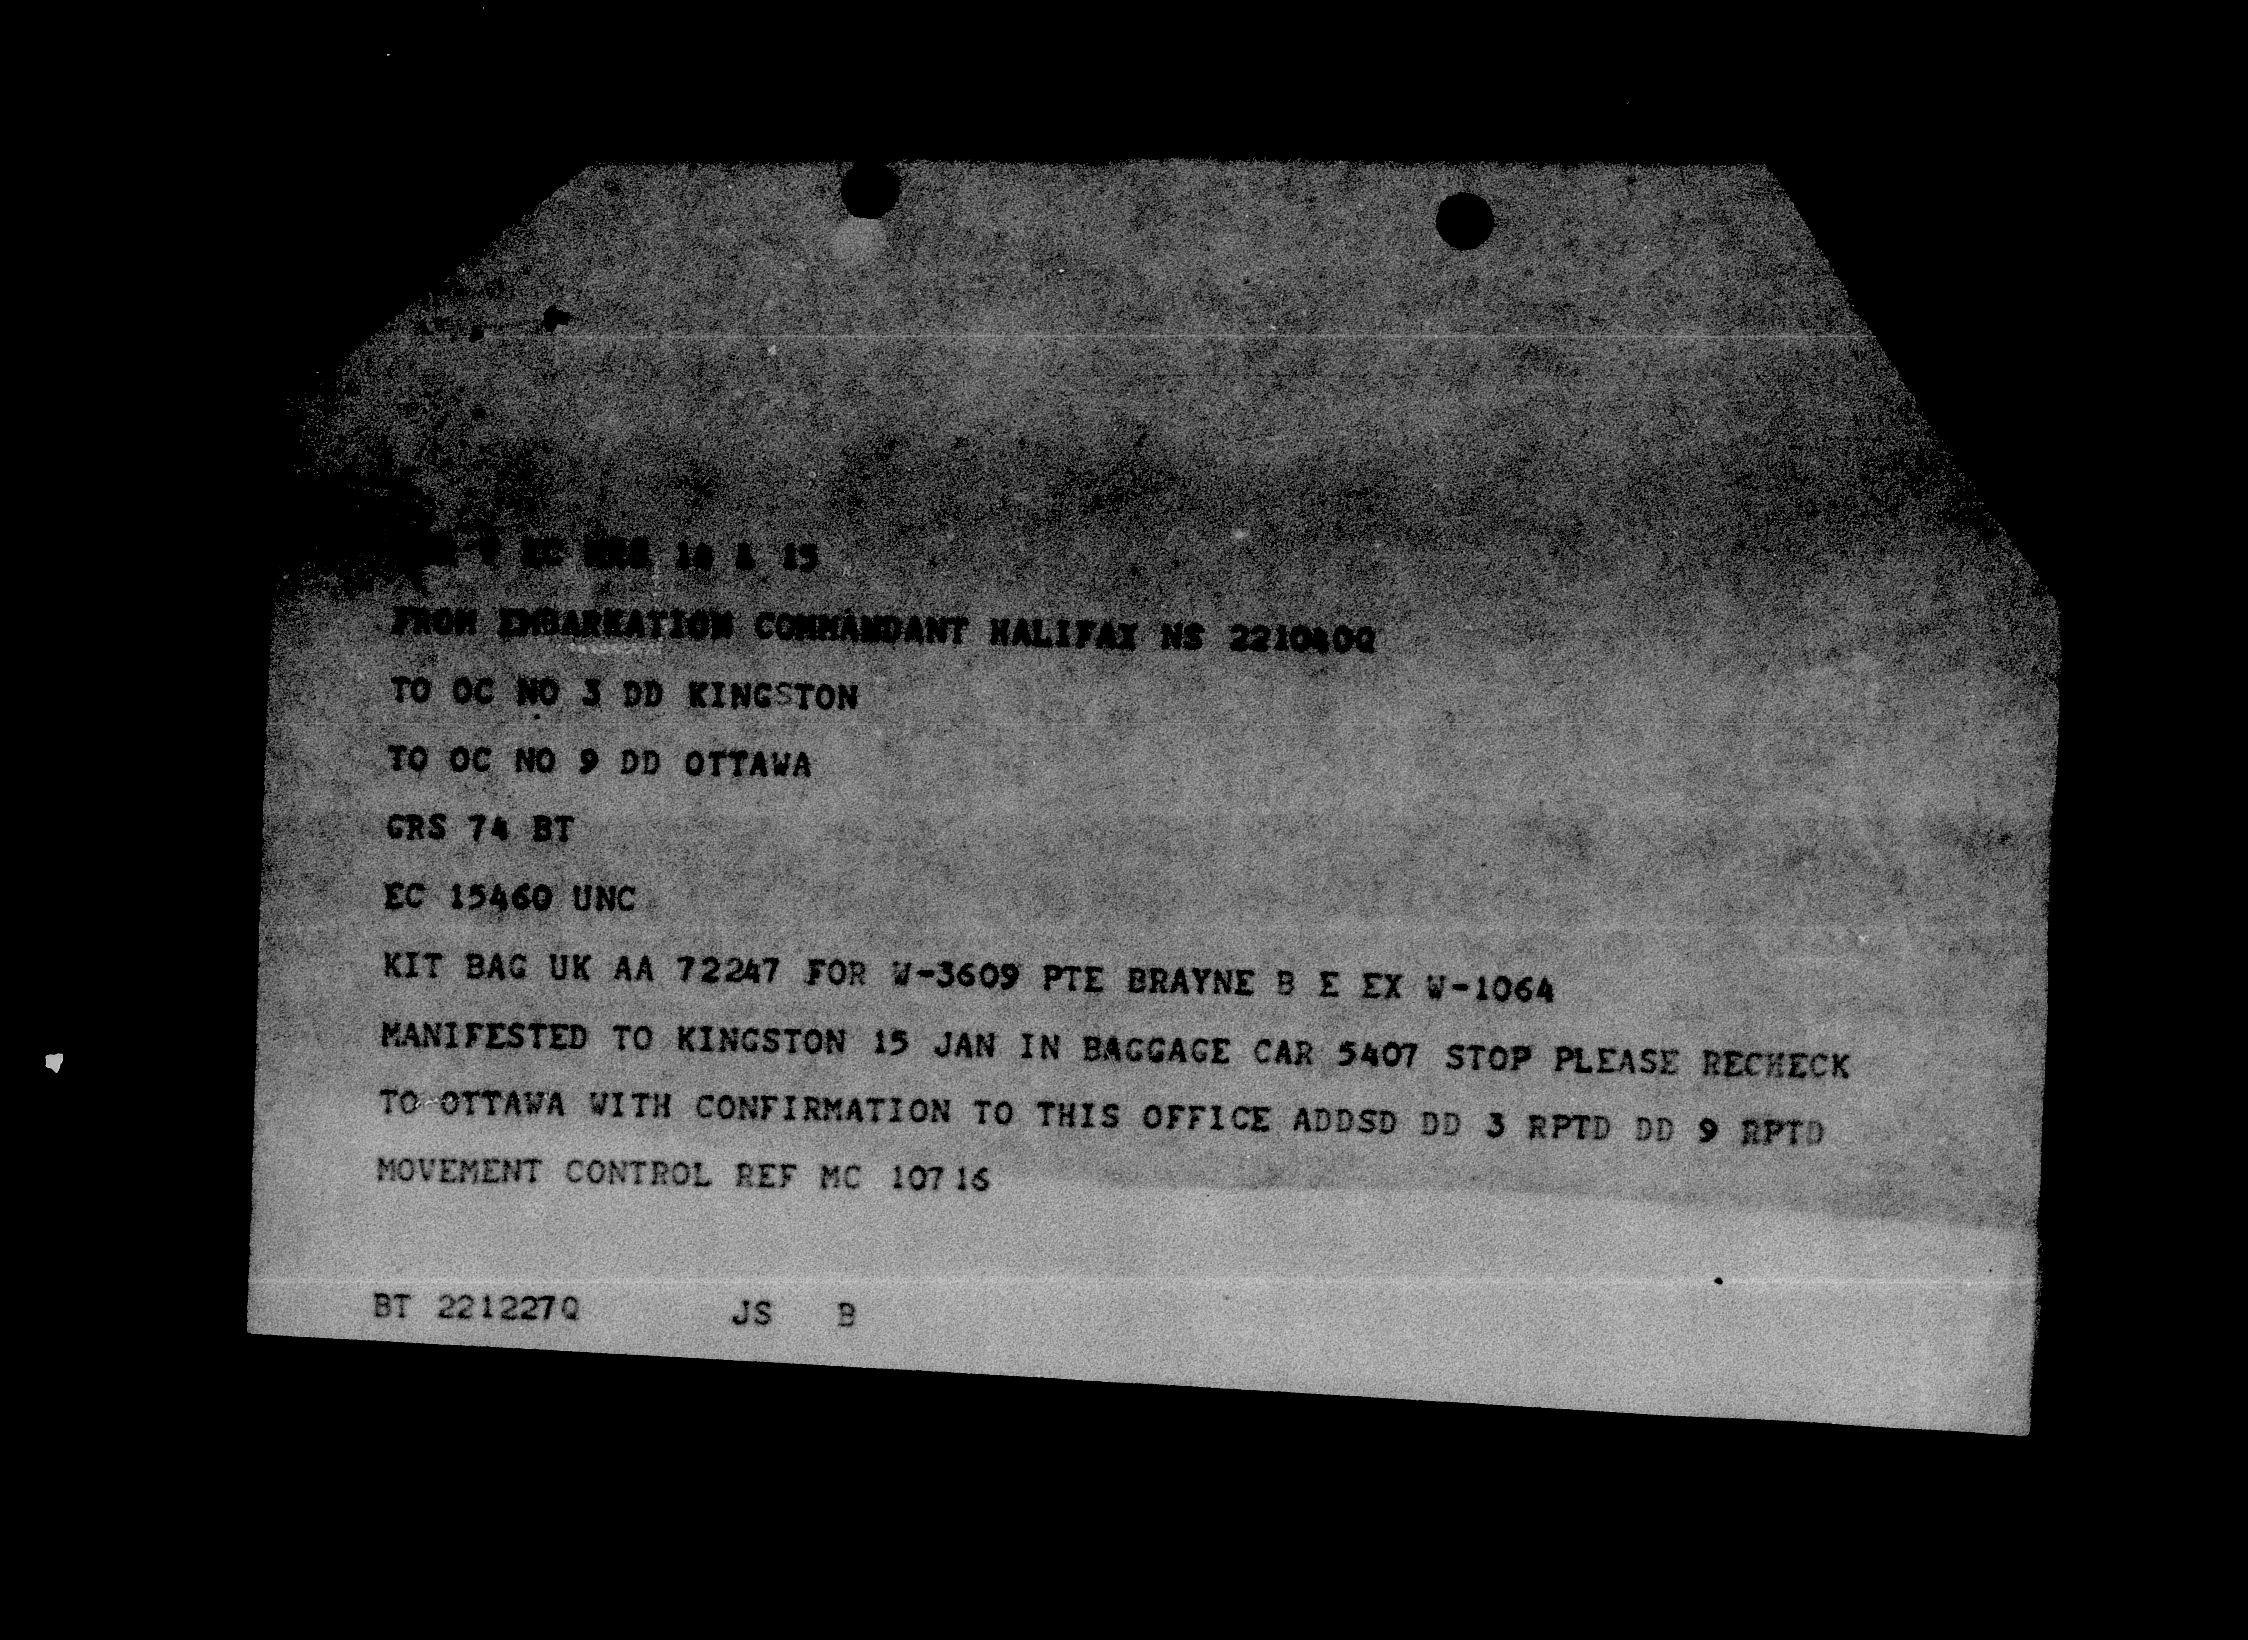 15
FROM EMBARKATION COMMANDANT HALIFAX NS 221040Q
TO OC NO 3 DD KINGSTON
TO OC NO 9 DD OTTAWA
GRS 74 BT
EC 15460 UNC
KIT BAG UK AA 72247 FOR W-3609 PTE BRAYNE B E EX W-1064
MANIFESTED TO KINGSTON 15 JAN IN BAGGAGE CAR 5407 STOP PLEASE RECHECK
TO OTTAWA WITH CONFIRMATION TO THIS OFFICE ADDSD DD 3 RPTD DD 9 RPTD
MOVEMENT CONTROL REF MC 10716
BT 221227Q JS B